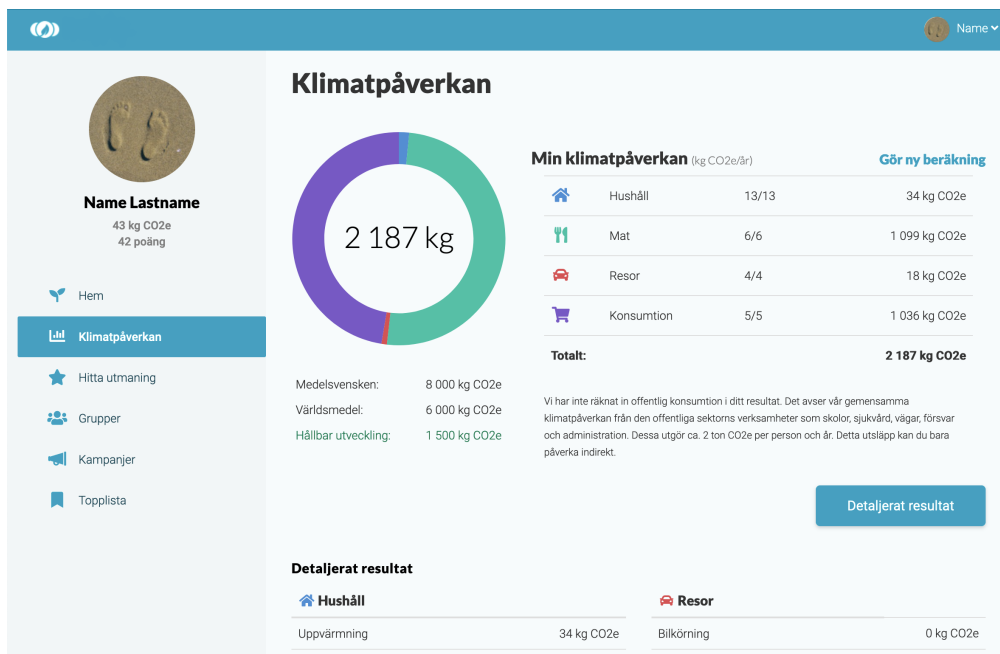 Name
Klimatpåverkan
Name Lastname
43 kg CO2e
42 poäng
Hem
Klimatpåverkan
Hitta utmaning
Grupper
Kampanjer
Topplista
2 187 kg
Medelsvensken: 8 000 kg CO2e
Världsmedel: 6 000 kg CO2e
Hållbar utveckling: 1 500 kg CO2e
Min klimatpåverkan (kg CO2e/år) Gör ny beräkning
Hushåll 13/13 34 kg CO2e
Mat 6/6 1 099 kg CO2e
Resor 4/4 18 kg CO2e
Konsumtion 5/5 1 036 kg CO2e
Totalt: 2 187 kg CO2e
Vi har inte räknat in offentlig konsumtion i ditt resultat. Det avser vår gemensamma
klimatpåverkan från den offentliga sektorns verksamheter som skolor, sjukvård, vägar, försvar
och administration. Dessa utgör ca. 2 ton CO2e per person och år. Detta utsläpp kan du bara
påverka indirekt.
Detaljerat resultat
Detaljerat resultat
Hushåll
Uppvärmning 34 kg CO2e
Resor
Bilkörning 0 kg CO2e